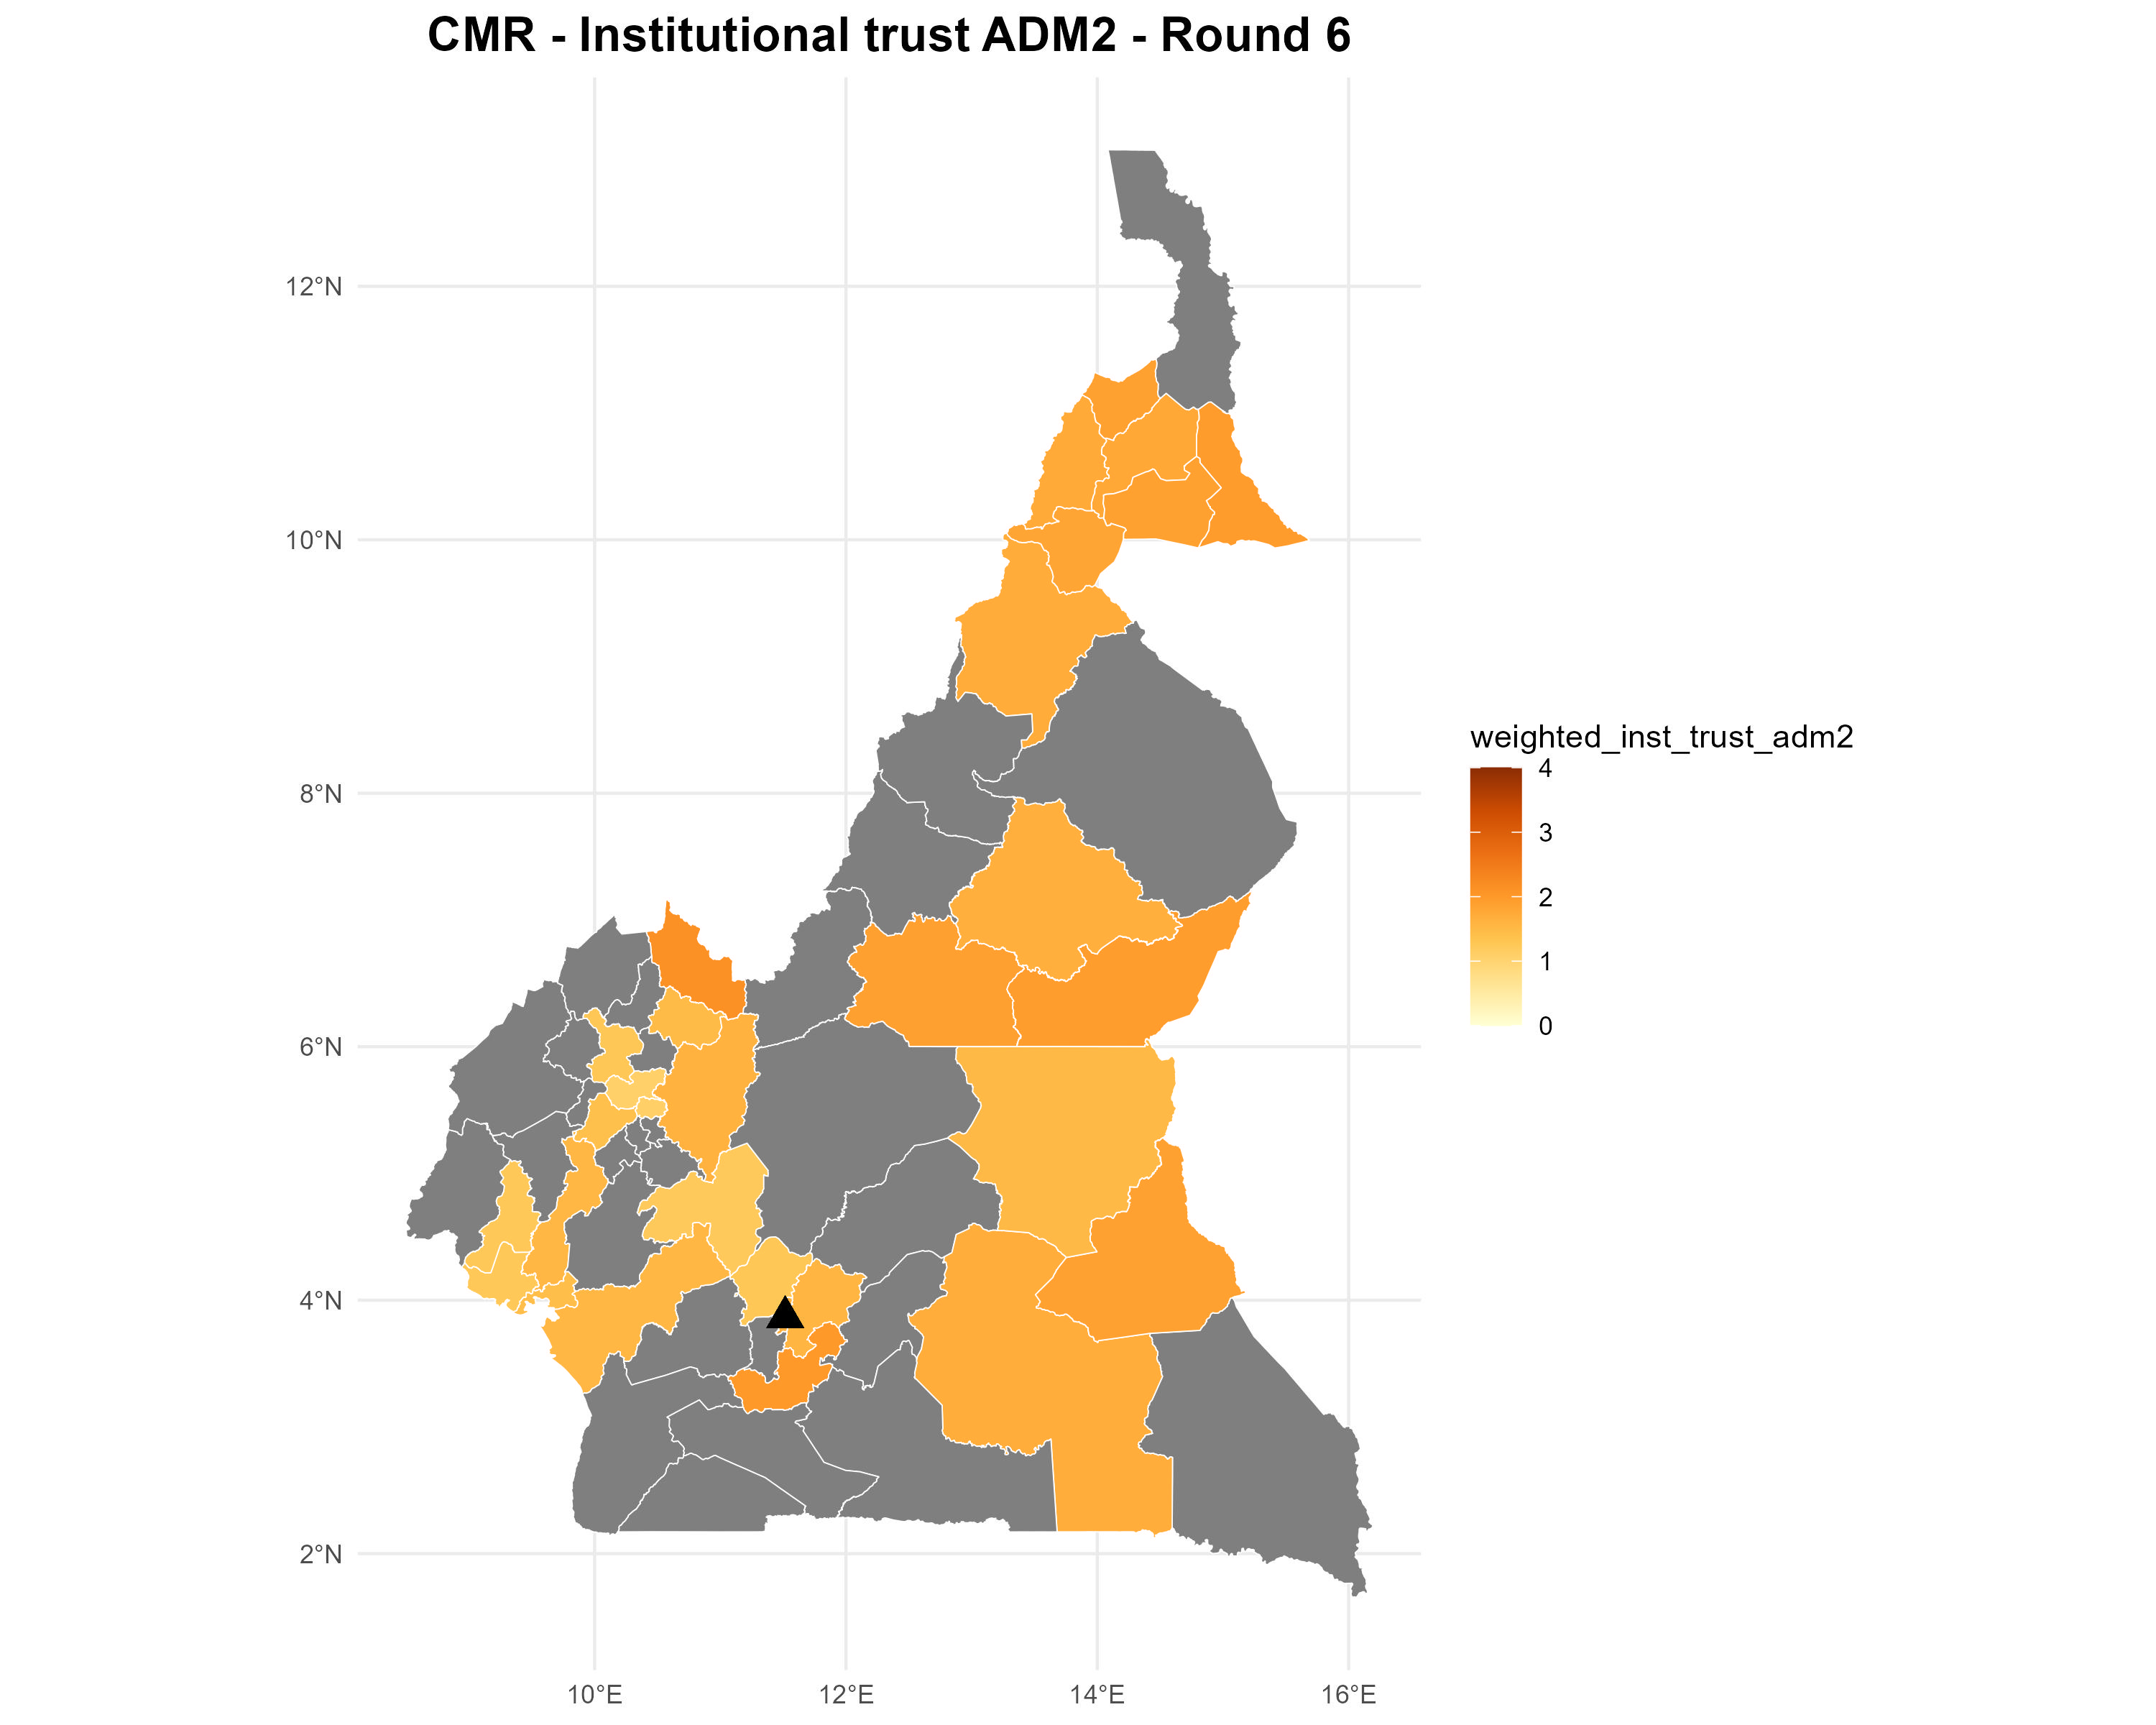 CMR - Institutional trust ADM2 - Round 6
12°N
10°N
8°N
6°N
4°N
2°N
10°E 12°E 14°E 16°E
weighted_inst_trust_adm2
4
3
2
1
0